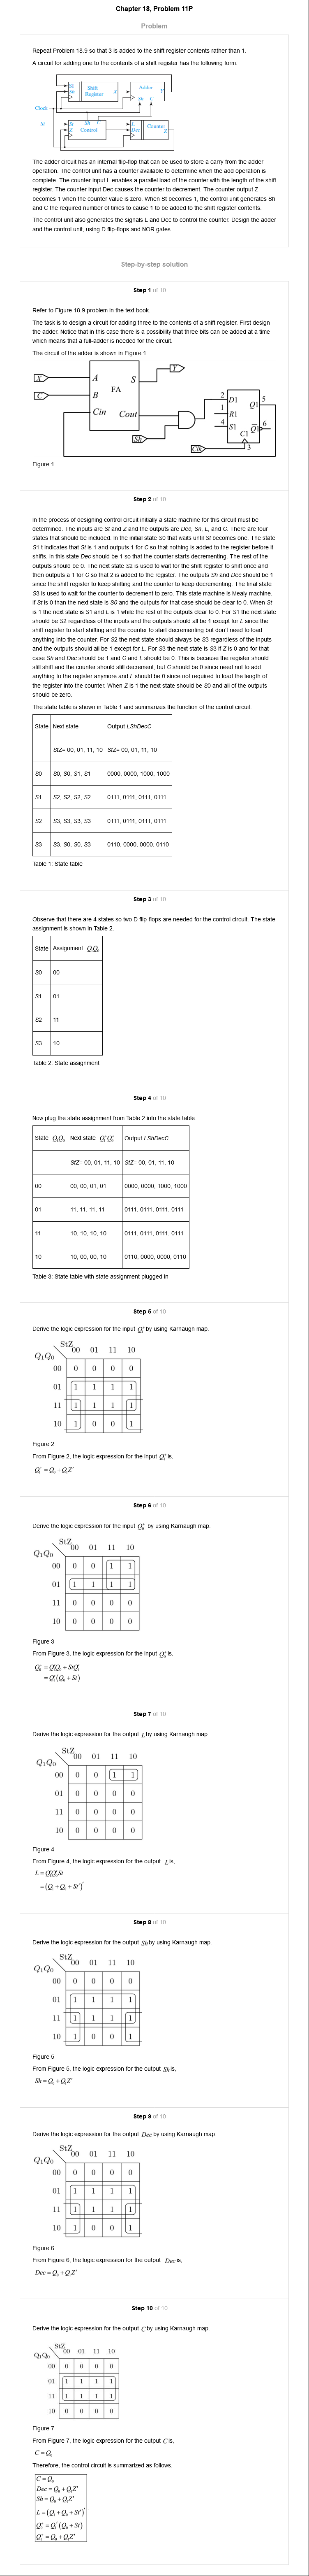 Chapter 18, Problem 11P
Problem
Repeat Problem 18.9 so that 3 is added to the shift register contents rather than 1.
A circuit for adding one to the contents of a shift register has the following form:
SI
Sh
Shift
Register
X
Adder
Y
Sh C
Clock
St
St
Z
Sh C
Control
L
Dec
Counter
Z
The adder circuit has an internal flip-flop that can be used to store a carry from the adder
operation. The control unit has a counter available to determine when the add operation is
complete. The counter input L enables a parallel load of the counter with the length of the shift
register. The counter input Dec causes the counter to decrement. The counter output Z
becomes 1 when the counter value is zero. When St becomes 1, the control unit generates Sh
and C the required number of times to cause 1 to be added to the shift register contents.
The control unit also generates the signals L and Dec to control the counter. Design the adder
and the control unit, using D flip-flops and NOR gates.
Step-by-step solution
Step 1 of 10
Refer to Figure 18.9 problem in the text book.
The task is to design a circuit for adding three to the contents of a shift register. First design
the adder. Notice that in this case there is a possibility that three bits can be added at a time
which means that a full-adder is needed for the circuit.
The circuit of the adder is shown in Figure 1.
X
C
A
B
Cin
FA
S
Cout
Y
Sh
Clk
2
1
4
D1
R1
S1
C1
3
Q1
5
Q1
6
Figure 1
Step 2 of 10
In the process of designing control circuit initially a state machine for this circuit must be
determined. The inputs are St and Z and the outputs are Dec, Sh, L, and C. There are four
states that should be included. In the initial state S0 that waits until St becomes one. The state
S1 t indicates that St is 1 and outputs 1 for C so that nothing is added to the register before it
shifts. In this state Dec should be 1 so that the counter starts decrementing. The rest of the
outputs should be 0. The next state S2 is used to wait for the shift register to shift once and
then outputs a 1 for C so that 2 is added to the register. The outputs Sh and Dec should be 1
since the shift register to keep shifting and the counter to keep decrementing. The final state
S3 is used to wait for the counter to decrement to zero. This state machine is Mealy machine.
If St is 0 than the next state is S0 and the outputs for that case should be clear to 0. When St
is 1 the next state is S1 and L is 1 while the rest of the outputs clear to 0. For S1 the next state
should be S2 regardless of the inputs and the outputs should all be 1 except for L since the
shift register to start shifting and the counter to start decrementing but don't need to load
anything into the counter. For S2 the next state should always be S3 regardless of the inputs
and the outputs should all be 1 except for L. For S3 the next state is S3 if Z is 0 and for that
case Sh and Dec should be 1 and C and L should be 0. This is because the register should
still shift and the counter should still decrement, but C should be 0 since need not to add
anything to the register anymore and L should be 0 since not required to load the length of
the register into the counter. When Z is 1 the next state should be S0 and all of the outputs
should be zero.
The state table is shown in Table 1 and summarizes the function of the control circuit.
State Next state Output LShDecC
StZ= 00, 01, 11, 10 StZ= 00, 01, 11, 10
S0 S0, S0, S1, S1 0000, 0000, 1000, 1000
S1 S2, S2, S2, S2 0111, 0111, 0111, 0111
S2 S3, S3, S3, S3 0111, 0111, 0111, 0111
S3 S3, S0, S0, S3 0110, 0000, 0000, 0110
Table 1: State table
Step 3 of 10
Observe that there are 4 states so two D flip-flops are needed for the control circuit. The state
assignment is shown in Table 2.
State Assignment Q₁Q₀
S0 00
S1 01
S2 11
S3 10
Table 2: State assignment
Step 4 of 10
Now plug the state assignment from Table 2 into the state table.
State Q₁Q₀ Next state Q₁⁺Q₀⁺ Output LShDecC
StZ= 00, 01, 11, 10 StZ= 00, 01, 11, 10
00 00, 00, 01, 01 0000, 0000, 1000, 1000
01 11, 11, 11, 11 0111, 0111, 0111, 0111
11 10, 10, 10, 10 0111, 0111, 0111, 0111
10 10, 00, 00, 10 0110, 0000, 0000, 0110
Table 3: State table with state assignment plugged in
Step 5 of 10
Derive the logic expression for the input Q₁⁺ by using Karnaugh map.
StZ
Q₁Q₀ 00 01 11 10
00 0 0 0 0
01 1 1 1 1
11 1 1 1 1
10 1 0 0 1
Figure 2
From Figure 2, the logic expression for the input Q₁⁺ is,
Q₁⁺ = Q₀ + Q₁Z'
Step 6 of 10
Derive the logic expression for the input Q₀⁺ by using Karnaugh map.
StZ
Q₁Q₀ 00 01 11 10
00 0 0 1 1
01 1 1 1 1
11 0 0 0 0
10 0 0 0 0
Figure 3
From Figure 3, the logic expression for the input Q₀⁺ is,
Q₀⁺ = Q₁'Q₀ + StQ₁'
= Q₁'(Q₀ + St)
Step 7 of 10
Derive the logic expression for the output L by using Karnaugh map.
StZ
Q₁Q₀ 00 01 11 10
00 0 0 1 1
01 0 0 0 0
11 0 0 0 0
10 0 0 0 0
Figure 4
From Figure 4, the logic expression for the output L is,
L = Q₁'Q₀'St
= (Q₁ + Q₀ + St')'
Step 8 of 10
Derive the logic expression for the output Sh by using Karnaugh map
StZ
Q₁Q₀ 00 01 11 10
00 0 0 0 0
01 1 1 1 1
11 1 1 1 1
10 1 0 0 1
Figure 5
From Figure 5, the logic expression for the output Sh is,
Sh = Q₀ + Q₁Z'
Step 9 of 10
Derive the logic expression for the output Dec by using Karnaugh map.
StZ
Q₁Q₀ 00 01 11 10
00 0 0 0 0
01 1 1 1 1
11 1 1 1 1
10 1 0 0 1
Figure 6
From Figure 6, the logic expression for the output Dec is,
Dec = Q₀ + Q₁Z'
Step 10 of 10
Derive the logic expression for the output C by using Karnaugh map.
StZ
Q₁Q₀ 00 01 11 10
00 0 0 0 0
01 1 1 1 1
11 1 1 1 1
10 0 0 0 0
Figure 7
From Figure 7, the logic expression for the output C is,
C = Q₀
Therefore, the control circuit is summarized as follows.
C = Q₀
Dec = Q₀ + Q₁Z'
Sh = Q₀ + Q₁Z'
L = (Q₁ + Q₀ + St')'
Q₀⁺ = Q₁'(Q₀ + St)
Q₁⁺ = Q₀ + Q₁Z'